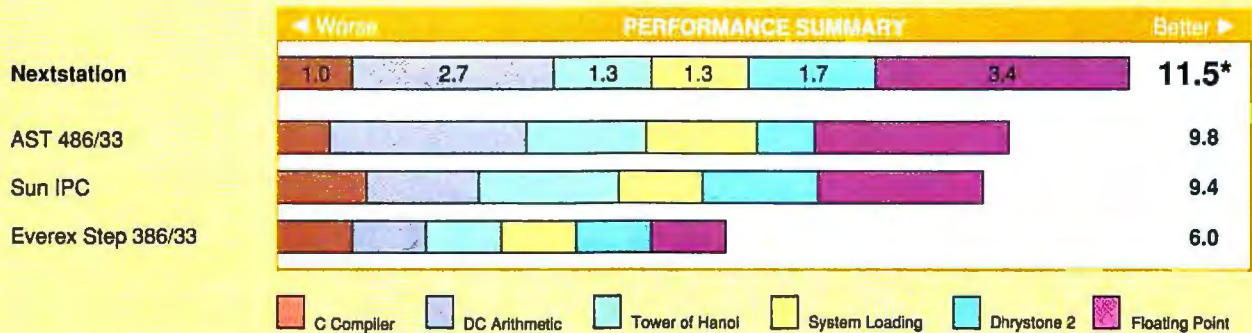 ◄ Worse PERFORMANCE SUMMARY Better ►
Nextstation 1.0 2.7 1.3 1.3 1.7 3.4 11.5*
AST 486/33 9.8
Sun IPC 9.4
Everex Step 386/33 6.0
C Compiler DC Arithmetic Tower of Hanoi System Loading Dhrystone 2 Floating Point